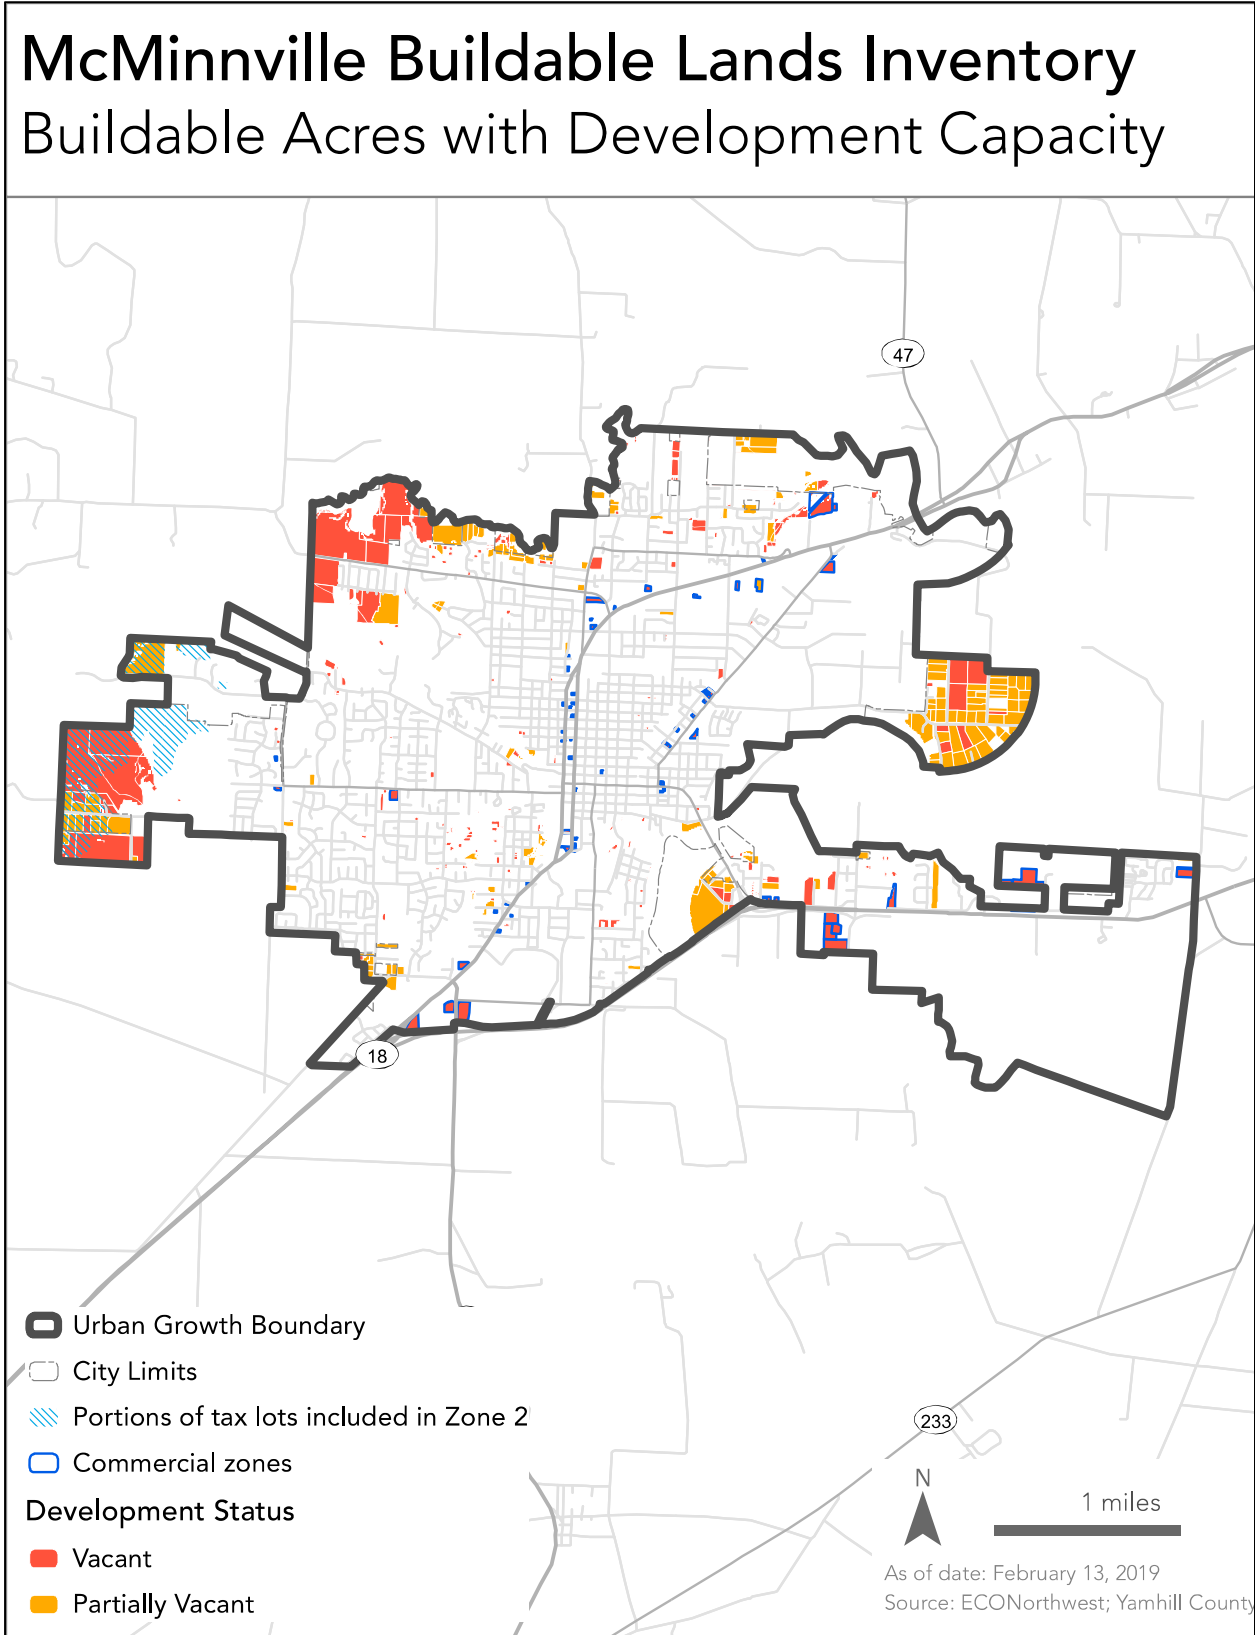 McMinnville Buildable Lands Inventory
Buildable Acres with Development Capacity
47
18
Urban Growth Boundary
City Limits
Portions of tax lots included in Zone 2
Commercial zones
Development Status
Vacant
Partially Vacant
233
N
1 miles
As of date: February 13, 2019
Source: ECONorthwest; Yamhill County